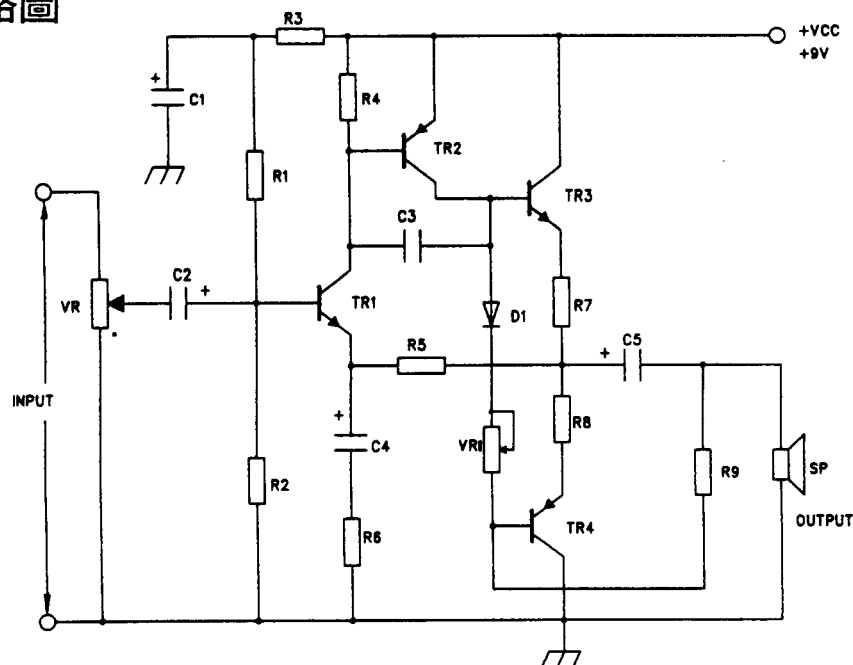 圖
R3
+VCC
+9V
C1
R4
TR2
R1
TR3
C3
C2
VR
TR1
D1
R7
R5
C5
INPUT
C4
VR1
R8
R2
R9
SP
R6
TR4
OUTPUT
+
+
+
+